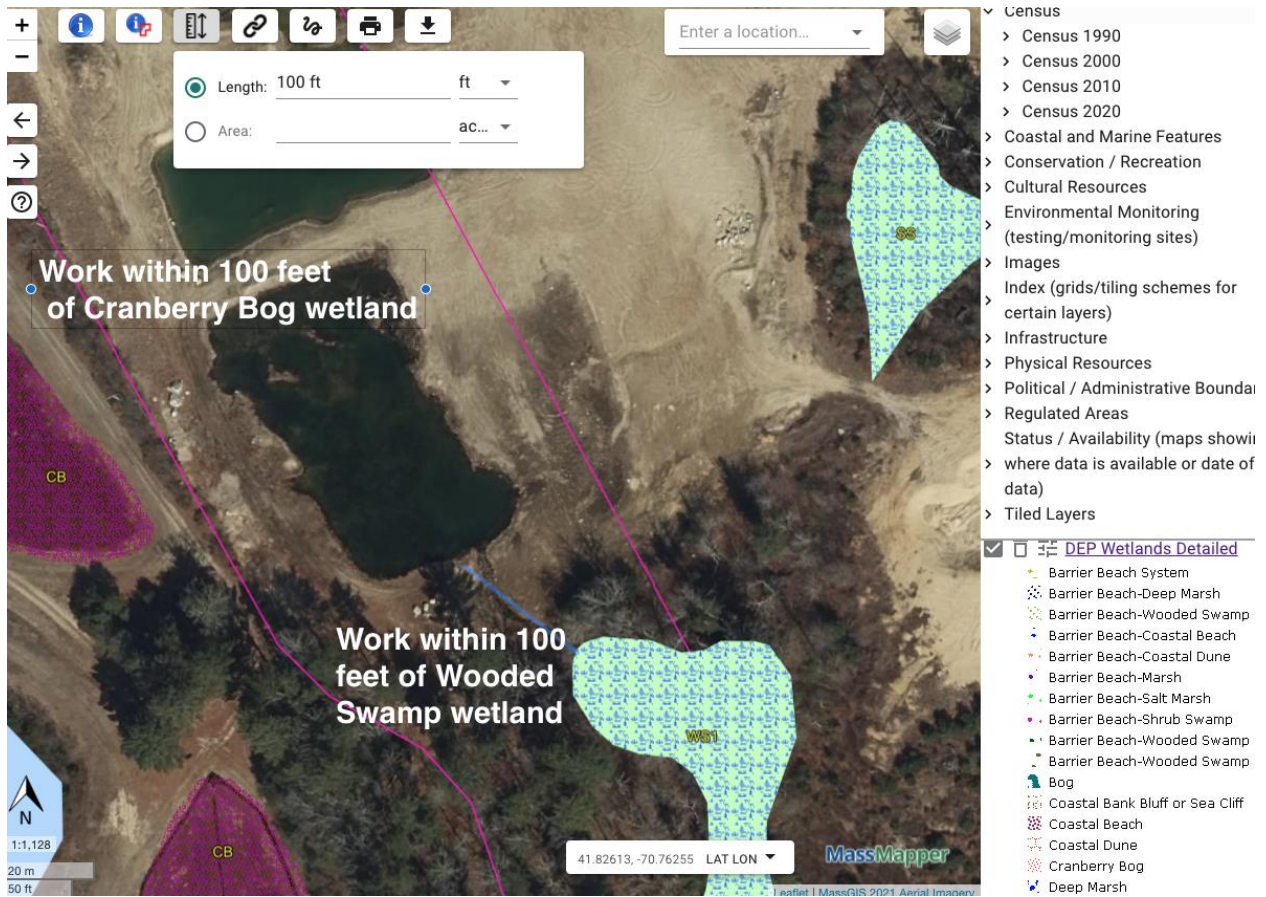 +
−
Length: 100 ft ft
Area: ac...
Enter a location...
Work within 100 feet
of Cranberry Bog wetland
CB
SS
Work within 100
feet of Wooded
Swamp wetland
WS1
CB
N
1:1,128
20 m
50 ft
41.82613, -70.76255 LAT LON
MassMapper
Leaflet | MassGIS 2021 Aerial Imagery
Census
Census 1990
Census 2000
Census 2010
Census 2020
Coastal and Marine Features
Conservation / Recreation
Cultural Resources
Environmental Monitoring
(testing/monitoring sites)
Images
Index (grids/tiling schemes for
certain layers)
Infrastructure
Physical Resources
Political / Administrative Boundar
Regulated Areas
Status / Availability (maps showin
where data is available or date of
data)
Tiled Layers
DEP Wetlands Detailed
Barrier Beach System
Barrier Beach-Deep Marsh
Barrier Beach-Wooded Swamp
Barrier Beach-Coastal Beach
Barrier Beach-Coastal Dune
Barrier Beach-Marsh
Barrier Beach-Salt Marsh
Barrier Beach-Shrub Swamp
Barrier Beach-Wooded Swamp
Barrier Beach-Wooded Swamp
Bog
Coastal Bank Bluff or Sea Cliff
Coastal Beach
Coastal Dune
Cranberry Bog
Deep Marsh